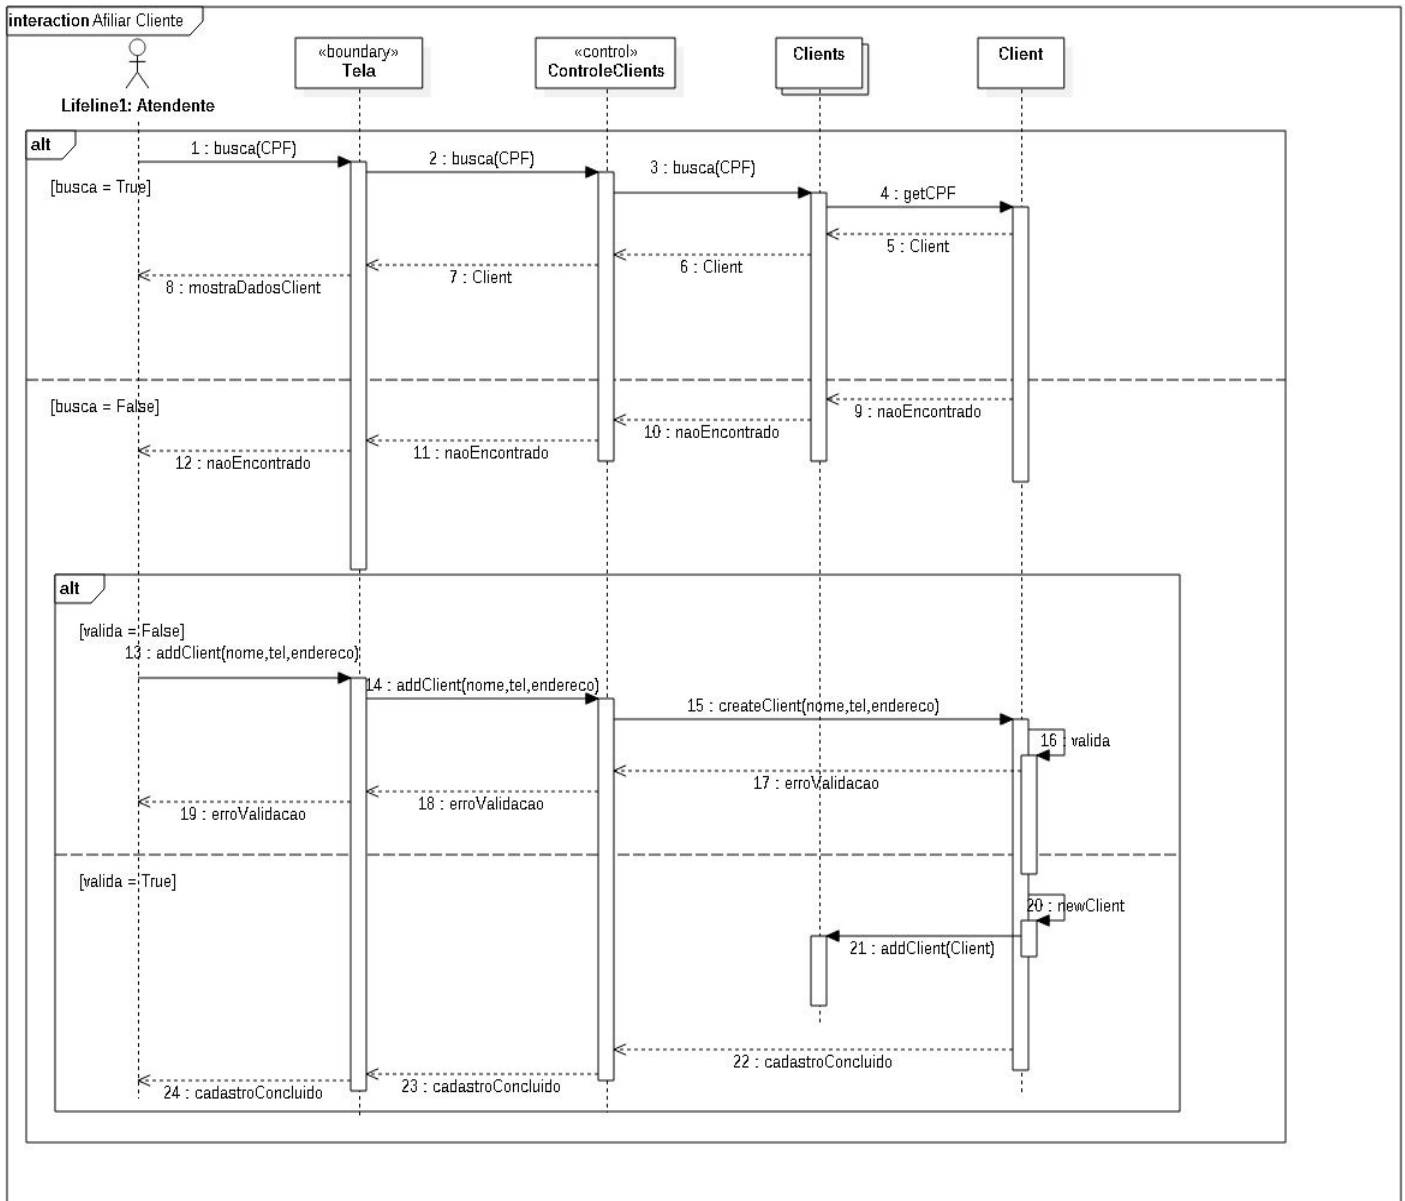 interaction Afiliar Cliente
«boundary»
Tela
«control»
ControleClients
Clients
Client
Lifeline1: Atendente
alt
1 : busca(CPF)
2 : busca(CPF)
3 : busca(CPF)
[busca = True]
4 : getCPF
5 : Client
6 : Client
7 : Client
8 : mostraDadosClient
[busca = False]
9 : naoEncontrado
10 : naoEncontrado
11 : naoEncontrado
12 : naoEncontrado
alt
[valida = False]
13 : addClient(nome,tel,endereco)
14 : addClient(nome,tel,endereco)
15 : createClient(nome,tel,endereco)
16 : valida
17 : erroValidacao
18 : erroValidacao
19 : erroValidacao
[valida = True]
20 : newClient
21 : addClient(Client)
22 : cadastroConcluido
23 : cadastroConcluido
24 : cadastroConcluido